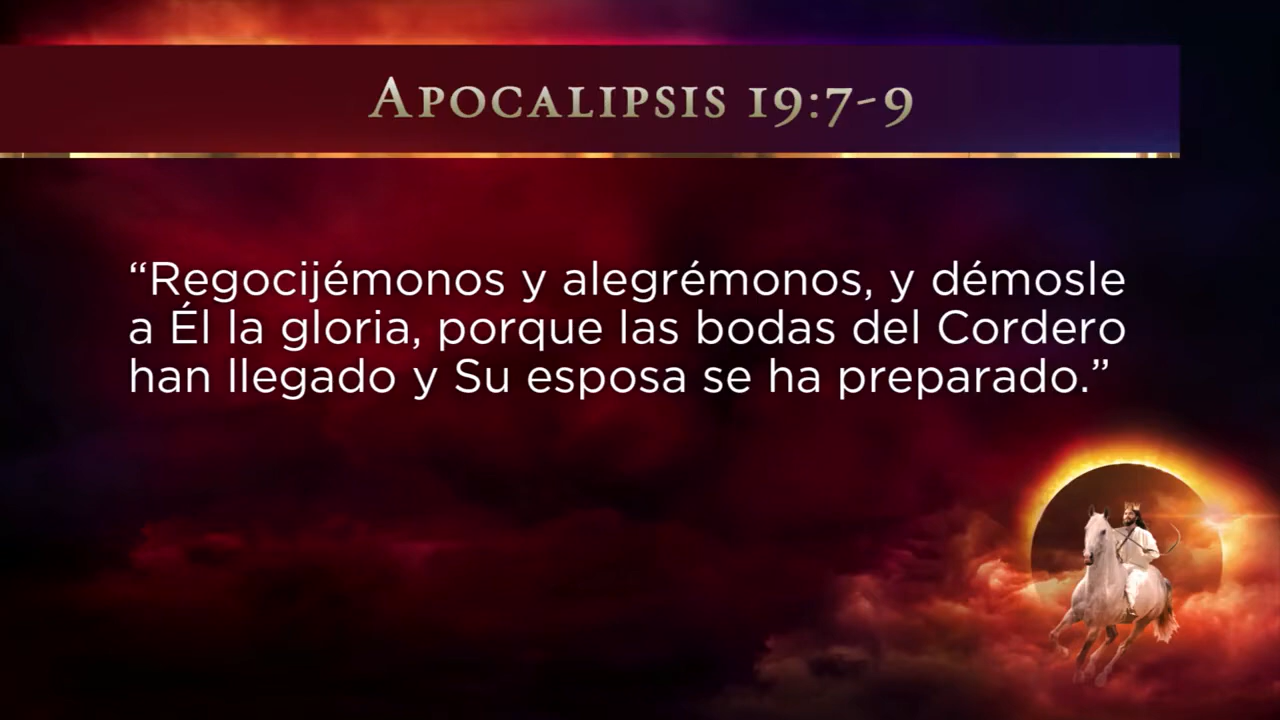 APOCALIPSIS 19:7-9
“Regocijémonos y alegrémonos, y démosle
a Él la gloria, porque las bodas del Cordero
han llegado y Su esposa se ha preparado.”